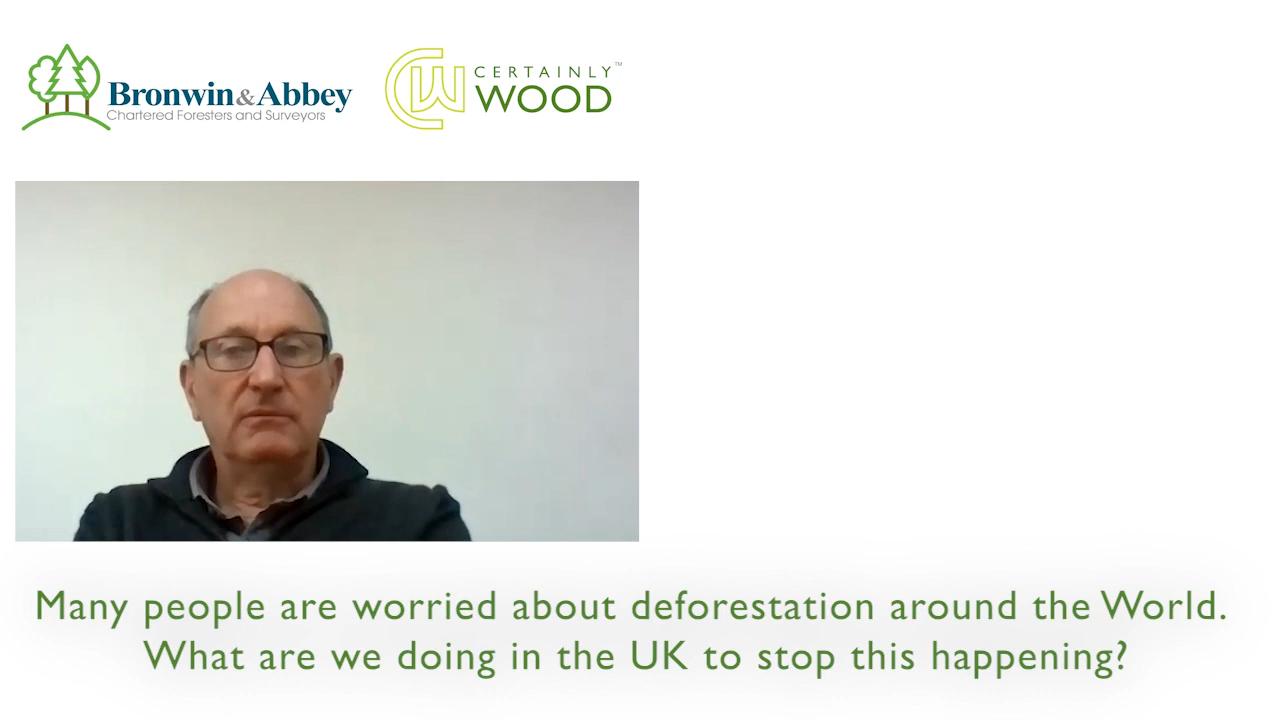 Bronwin & Abbey
Chartered Foresters and Surveyors
CW
CERTAINLY™
WOOD
Many people are worried about deforestation around the World.
What are we doing in the UK to stop this happening?